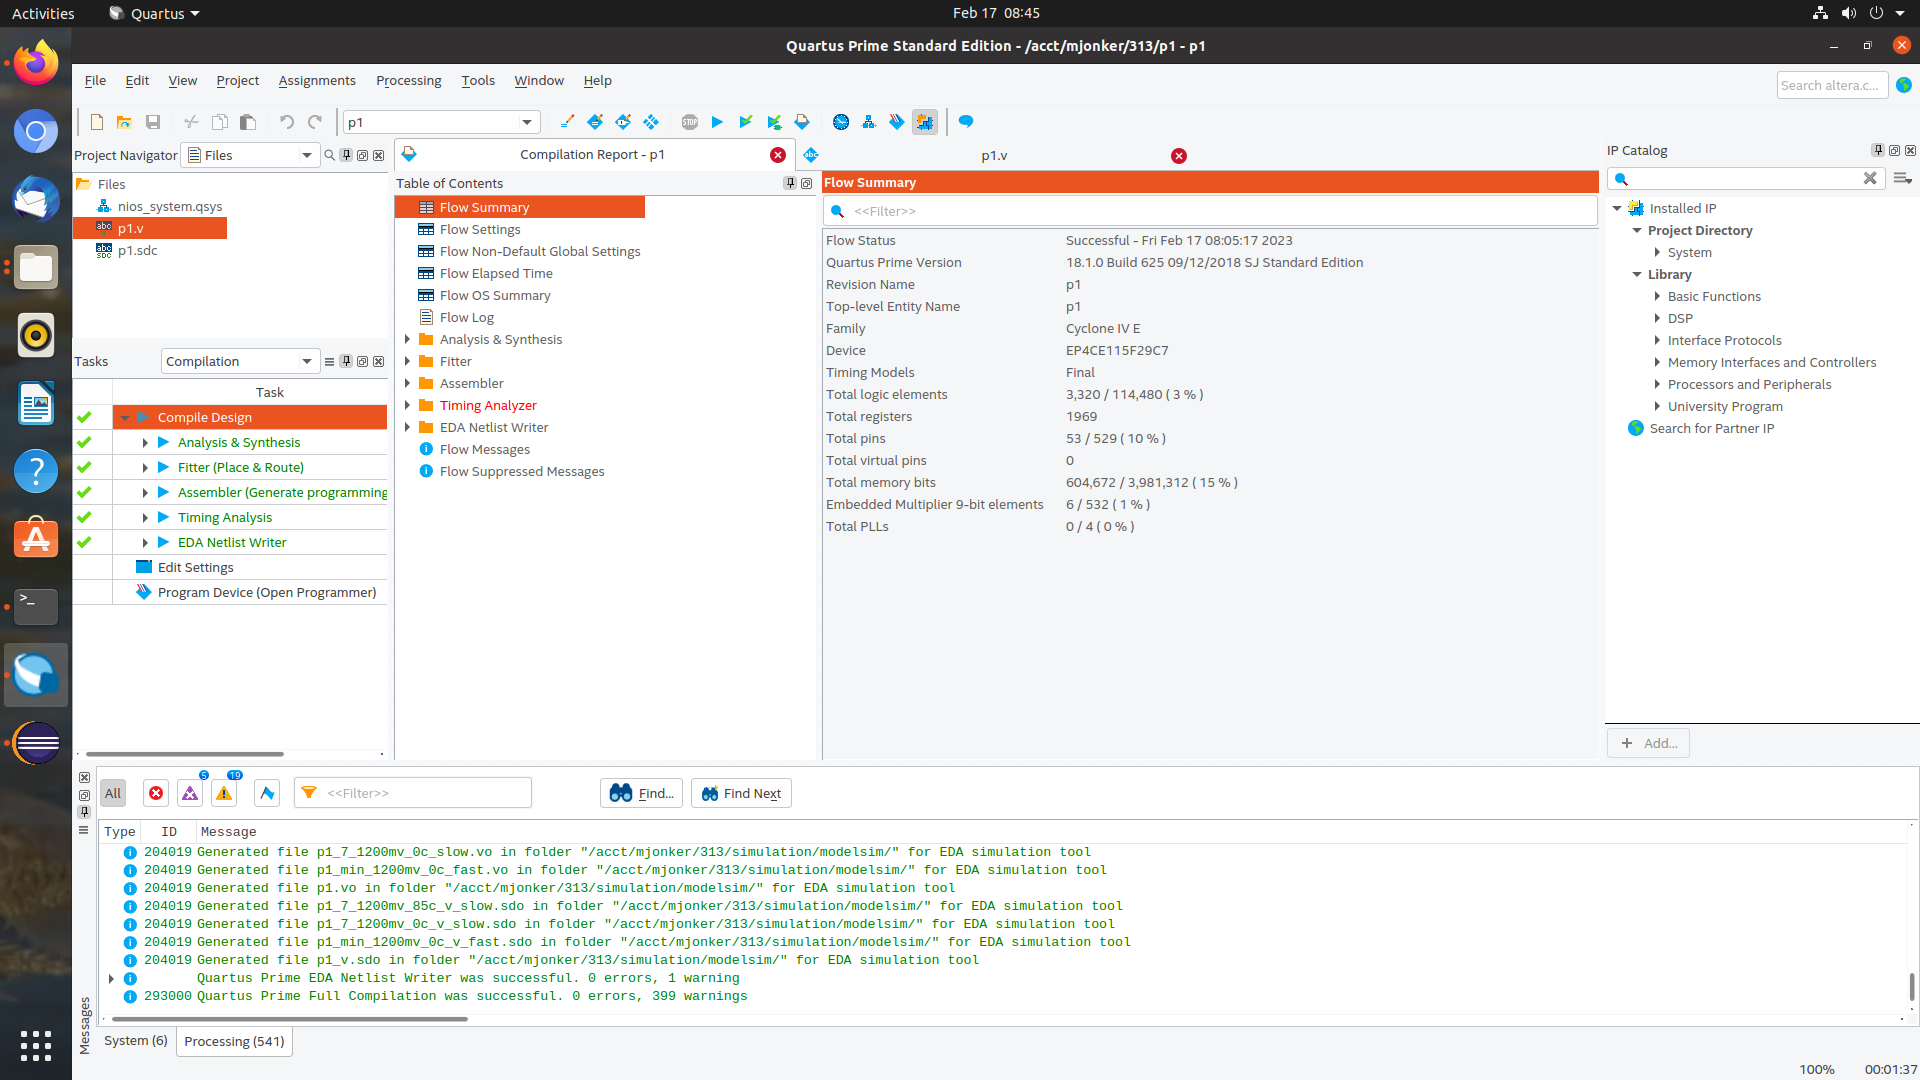 Activities
Quartus
Feb 17 08:45
Quartus Prime Standard Edition - /acct/mjonker/313/p1 - p1
File Edit View Project Assignments Processing Tools Window Help
Search altera.c...
p1
STOP
Project Navigator
Files
Files
nios_system.qsys
p1.v
p1.sdc
Tasks
Compilation
Task
Compile Design
Analysis & Synthesis
Fitter (Place & Route)
Assembler (Generate programming
Timing Analysis
EDA Netlist Writer
Edit Settings
Program Device (Open Programmer)
Compilation Report - p1
p1.v
Table of Contents
Flow Summary
Flow Settings
Flow Non-Default Global Settings
Flow Elapsed Time
Flow OS Summary
Flow Log
Analysis & Synthesis
Fitter
Assembler
Timing Analyzer
EDA Netlist Writer
Flow Messages
Flow Suppressed Messages
Flow Summary
<<Filter>>
Flow Status Successful - Fri Feb 17 08:05:17 2023
Quartus Prime Version 18.1.0 Build 625 09/12/2018 SJ Standard Edition
Revision Name p1
Top-level Entity Name p1
Family Cyclone IV E
Device EP4CE115F29C7
Timing Models Final
Total logic elements 3,320 / 114,480 ( 3 % )
Total registers 1969
Total pins 53 / 529 ( 10 % )
Total virtual pins 0
Total memory bits 604,672 / 3,981,312 ( 15 % )
Embedded Multiplier 9-bit elements 6 / 532 ( 1 % )
Total PLLs 0 / 4 ( 0 % )
IP Catalog
Installed IP
Project Directory
System
Library
Basic Functions
DSP
Interface Protocols
Memory Interfaces and Controllers
Processors and Peripherals
University Program
Search for Partner IP
+ Add...
All
5
19
<<Filter>>
Find...
Find Next
Type ID Message
204019 Generated file p1_7_1200mv_0c_slow.vo in folder "/acct/mjonker/313/simulation/modelsim/" for EDA simulation tool
204019 Generated file p1_min_1200mv_0c_fast.vo in folder "/acct/mjonker/313/simulation/modelsim/" for EDA simulation tool
204019 Generated file p1.vo in folder "/acct/mjonker/313/simulation/modelsim/" for EDA simulation tool
204019 Generated file p1_7_1200mv_85c_v_slow.sdo in folder "/acct/mjonker/313/simulation/modelsim/" for EDA simulation tool
204019 Generated file p1_7_1200mv_0c_v_slow.sdo in folder "/acct/mjonker/313/simulation/modelsim/" for EDA simulation tool
204019 Generated file p1_min_1200mv_0c_v_fast.sdo in folder "/acct/mjonker/313/simulation/modelsim/" for EDA simulation tool
204019 Generated file p1_v.sdo in folder "/acct/mjonker/313/simulation/modelsim/" for EDA simulation tool
Quartus Prime EDA Netlist Writer was successful. 0 errors, 1 warning
293000 Quartus Prime Full Compilation was successful. 0 errors, 399 warnings
Messages
System (6)
Processing (541)
100%
00:01:37